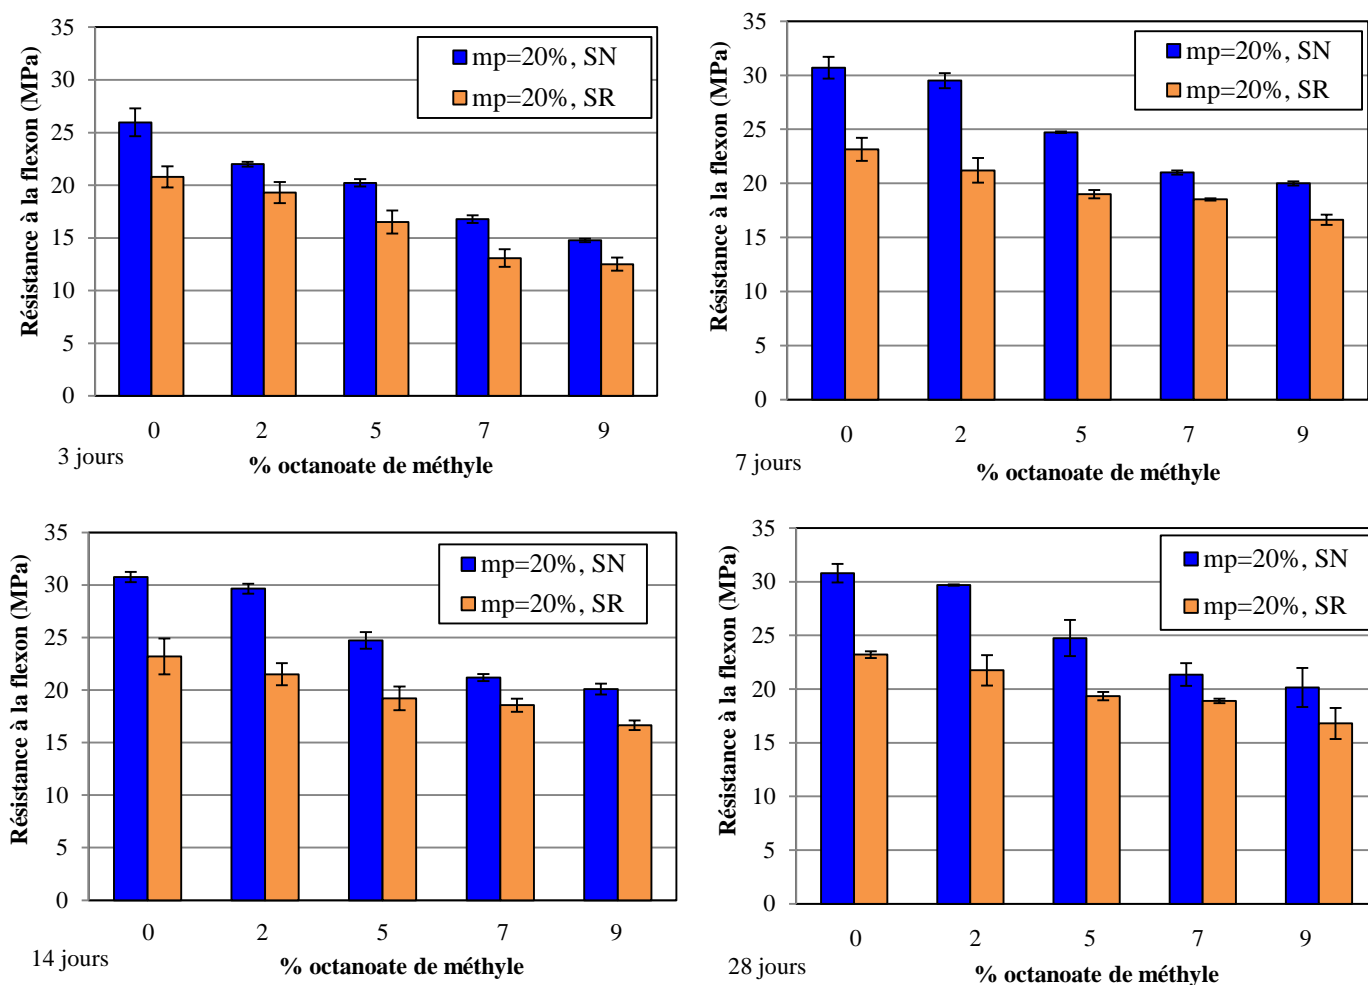 Résistance à la flexon (MPa)
35
30
25
20
15
10
5
0
mp=20%, SN
mp=20%, SR
0 2 5 7 9
3 jours
% octanoate de méthyle
Résistance à la flexon (MPa)
35
30
25
20
15
10
5
0
mp=20%, SN
mp=20%, SR
0 2 5 7 9
7 jours
% octanoate de méthyle
Résistance à la flexon (MPa)
35
30
25
20
15
10
5
0
mp=20%, SN
mp=20%, SR
0 2 5 7 9
14 jours
% octanoate de méthyle
Résistance à la flexon (MPa)
35
30
25
20
15
10
5
0
mp=20%, SN
mp=20%, SR
0 2 5 7 9
28 jours
% octanoate de méthyle